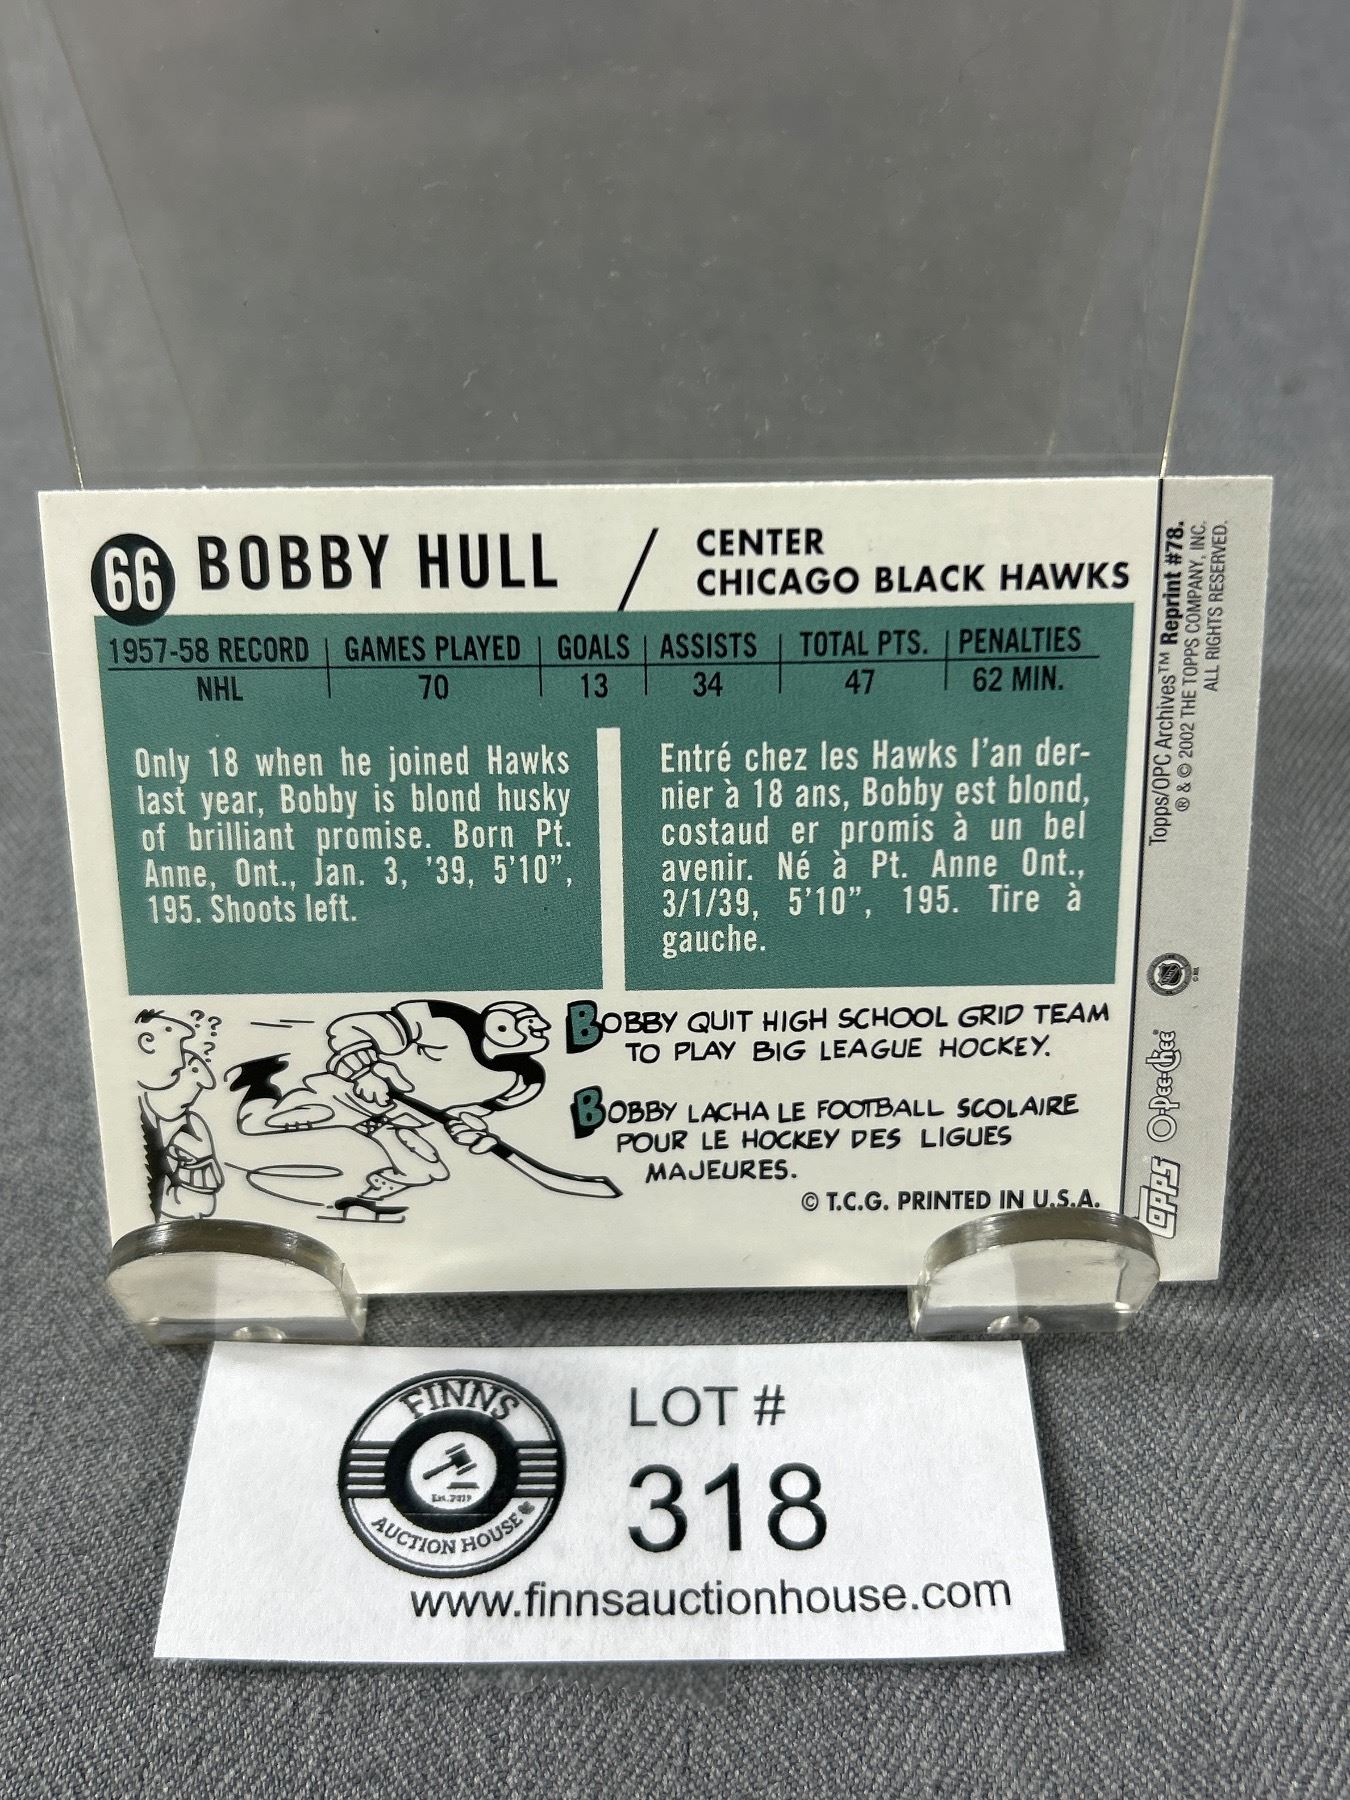 66 BOBBY HULL / CENTER
CHICAGO BLACK HAWKS
1957-58 RECORD GAMES PLAYED GOALS ASSISTS TOTAL PTS. PENALTIES
NHL 70 13 34 47 62 MIN.
Only 18 when he joined Hawks
last year, Bobby is blond husky
of brilliant promise. Born Pt.
Anne, Ont., Jan. 3, '39, 5'10",
195. Shoots left.
Entré chez les Hawks l'an der-
nier à 18 ans, Bobby est blond,
costaud er promis à un bel
avenir. Né à Pt. Anne Ont.,
3/1/39, 5'10", 195. Tire à
gauche.
??
??
BOBBY QUIT HIGH SCHOOL GRID TEAM
TO PLAY BIG LEAGUE HOCKEY.
BOBBY LACHA LE FOOTBALL SCOLAIRE
POUR LE HOCKEY DES LIGUES
MAJEURES.
© T.C.G. PRINTED IN U.S.A.
Topps/OPC Archives™ Reprint #78.
® & © 2002 THE TOPPS COMPANY, INC.
ALL RIGHTS RESERVED.
NHL
O-Pee-Chee®
TOPPS
FINNS
Est. 2019
AUCTION HOUSE
LOT #
318
www.finnsauctionhouse.com